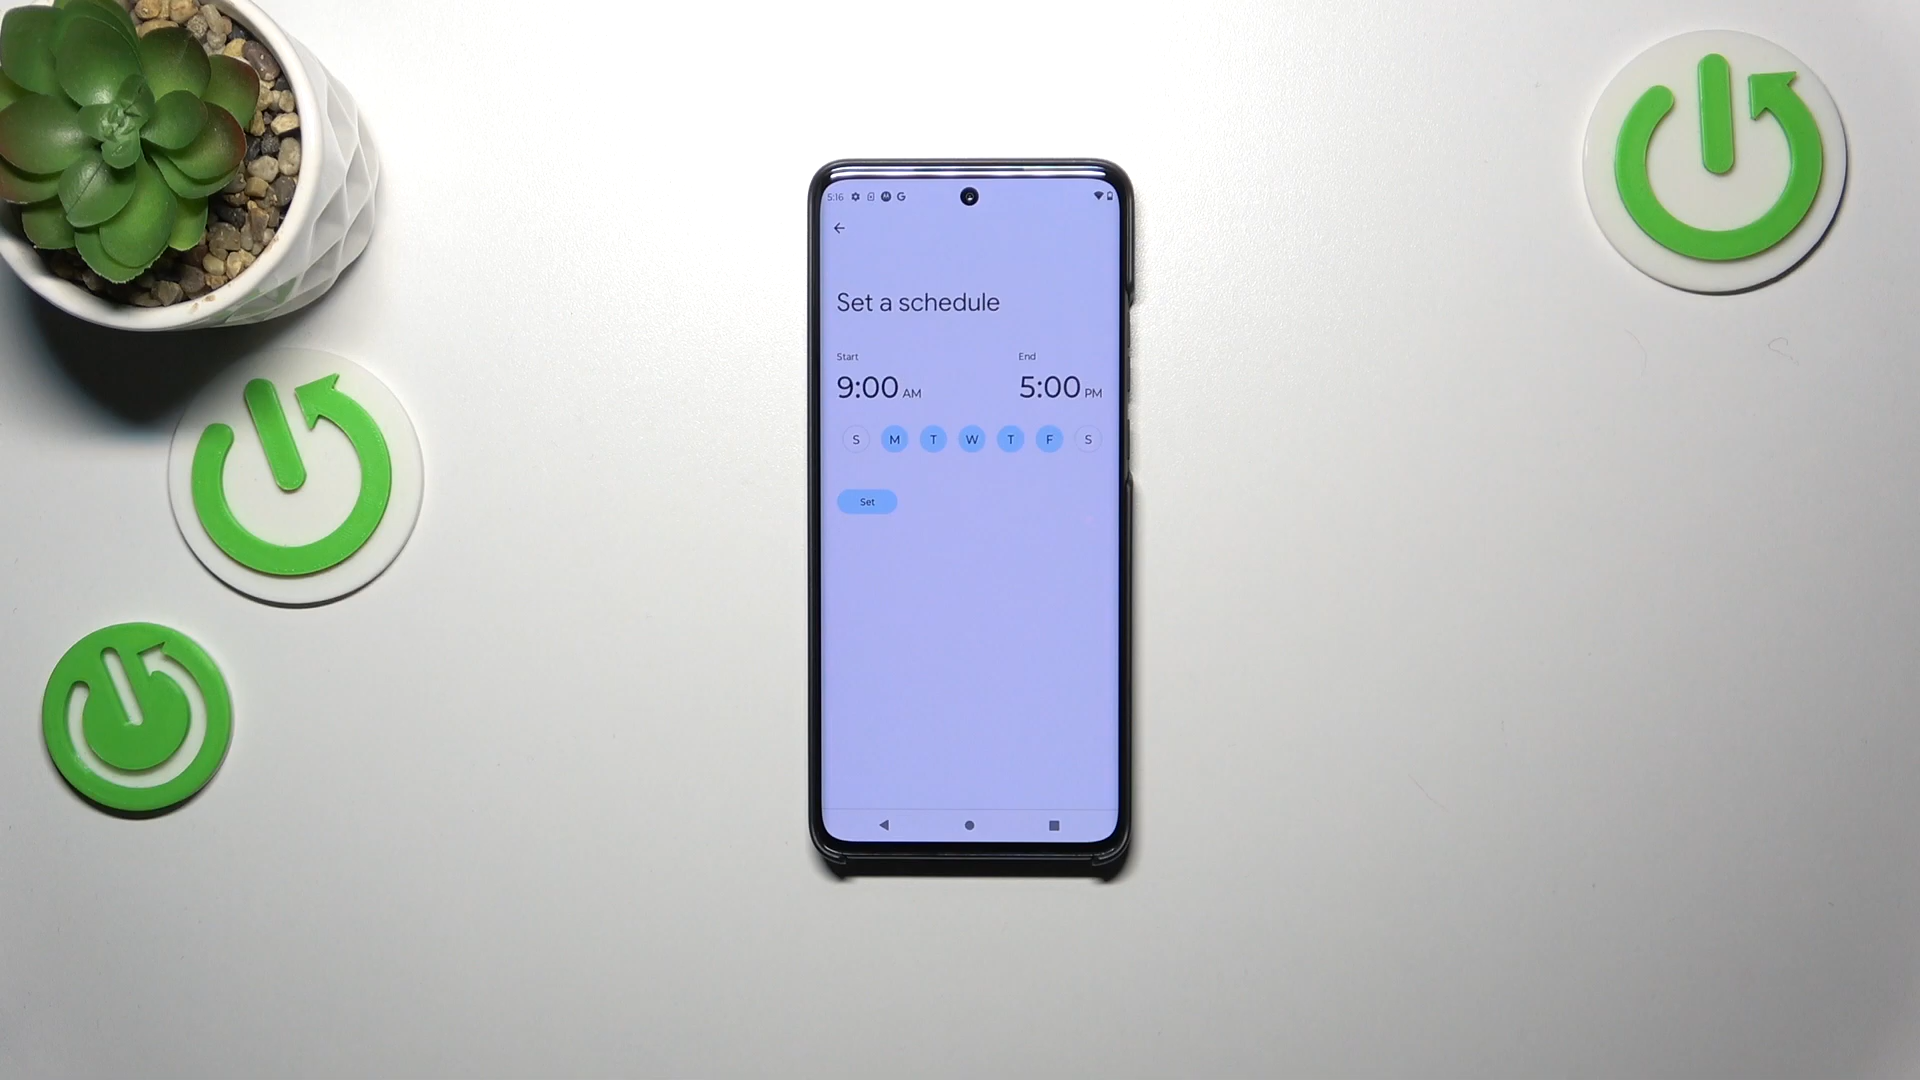 5:16
Set a schedule
Start End
9:00 AM 5:00 PM
S M T W T F S
Set